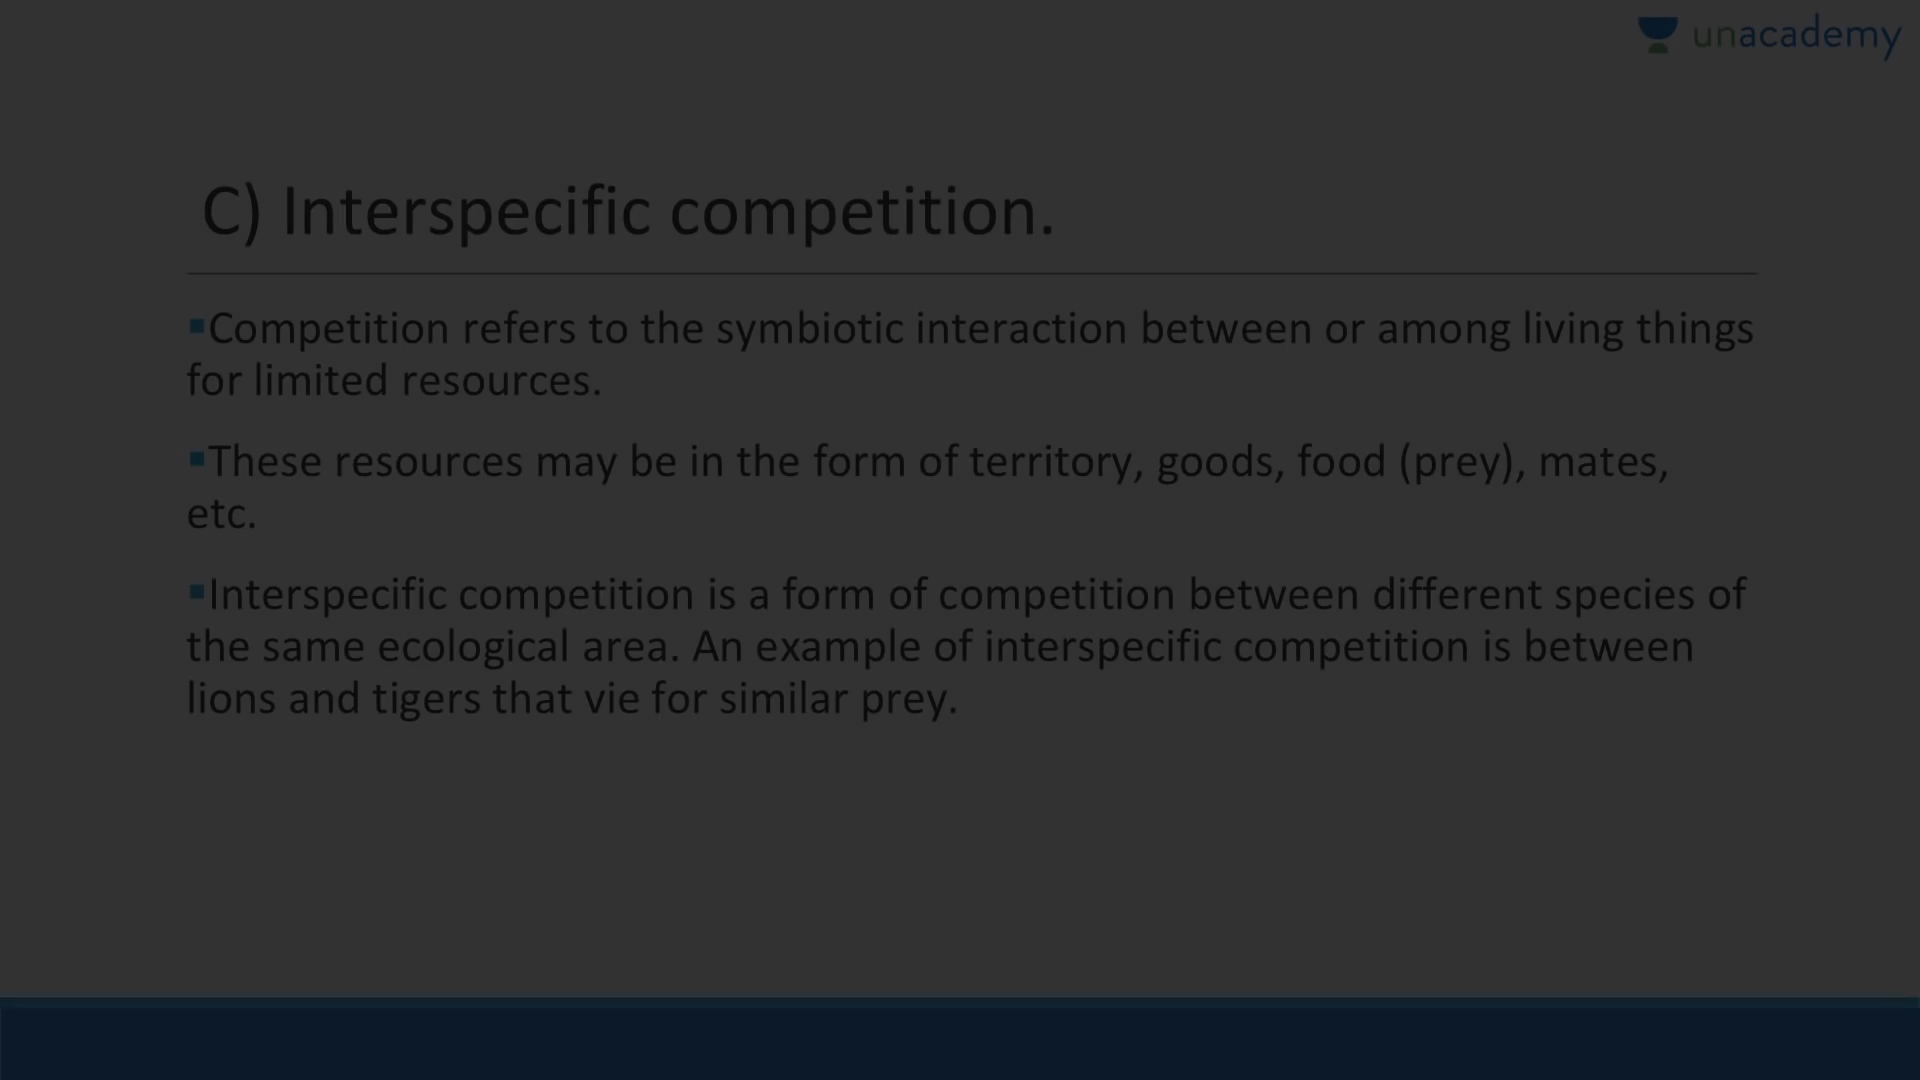 unacademy
C) Interspecific competition.
▪Competition refers to the symbiotic interaction between or among living things
for limited resources.
▪These resources may be in the form of territory, goods, food (prey), mates,
etc.
▪Interspecific competition is a form of competition between different species of
the same ecological area. An example of interspecific competition is between
lions and tigers that vie for similar prey.